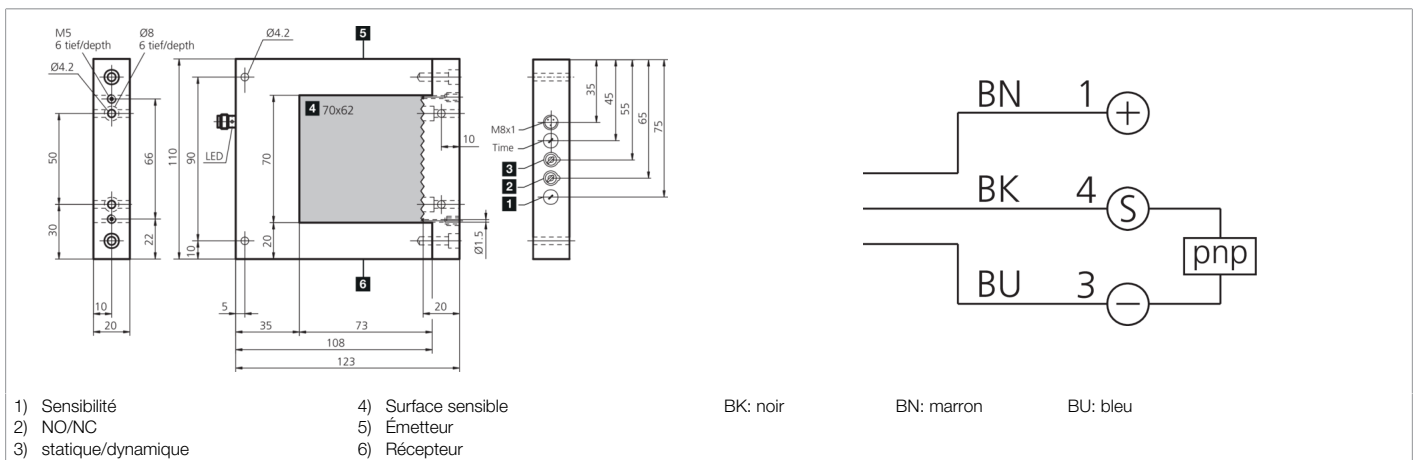 M5
6 tief/depth
Ø8
6 tief/depth
Ø4.2
50
30
66
22
10
20
Ø4.2
5
110
90
10
LED
4 70x62
70
20
10
Ø1.5
6
5
35
73
20
108
123
35
45
55
65
75
M8x1
Time
3
2
1
BN 1 +
BK 4 S
pnp
BU 3 −
1) Sensibilité
2) NO/NC
3) statique/dynamique
4) Surface sensible
5) Émetteur
6) Récepteur
BK: noir
BN: marron
BU: bleu